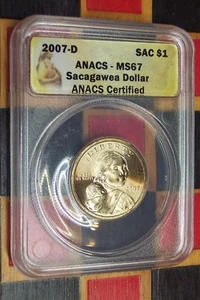 2007-D SAC $1
ANACS - MS67
Sacagawea Dollar
ANACS Certified
LIBERTY